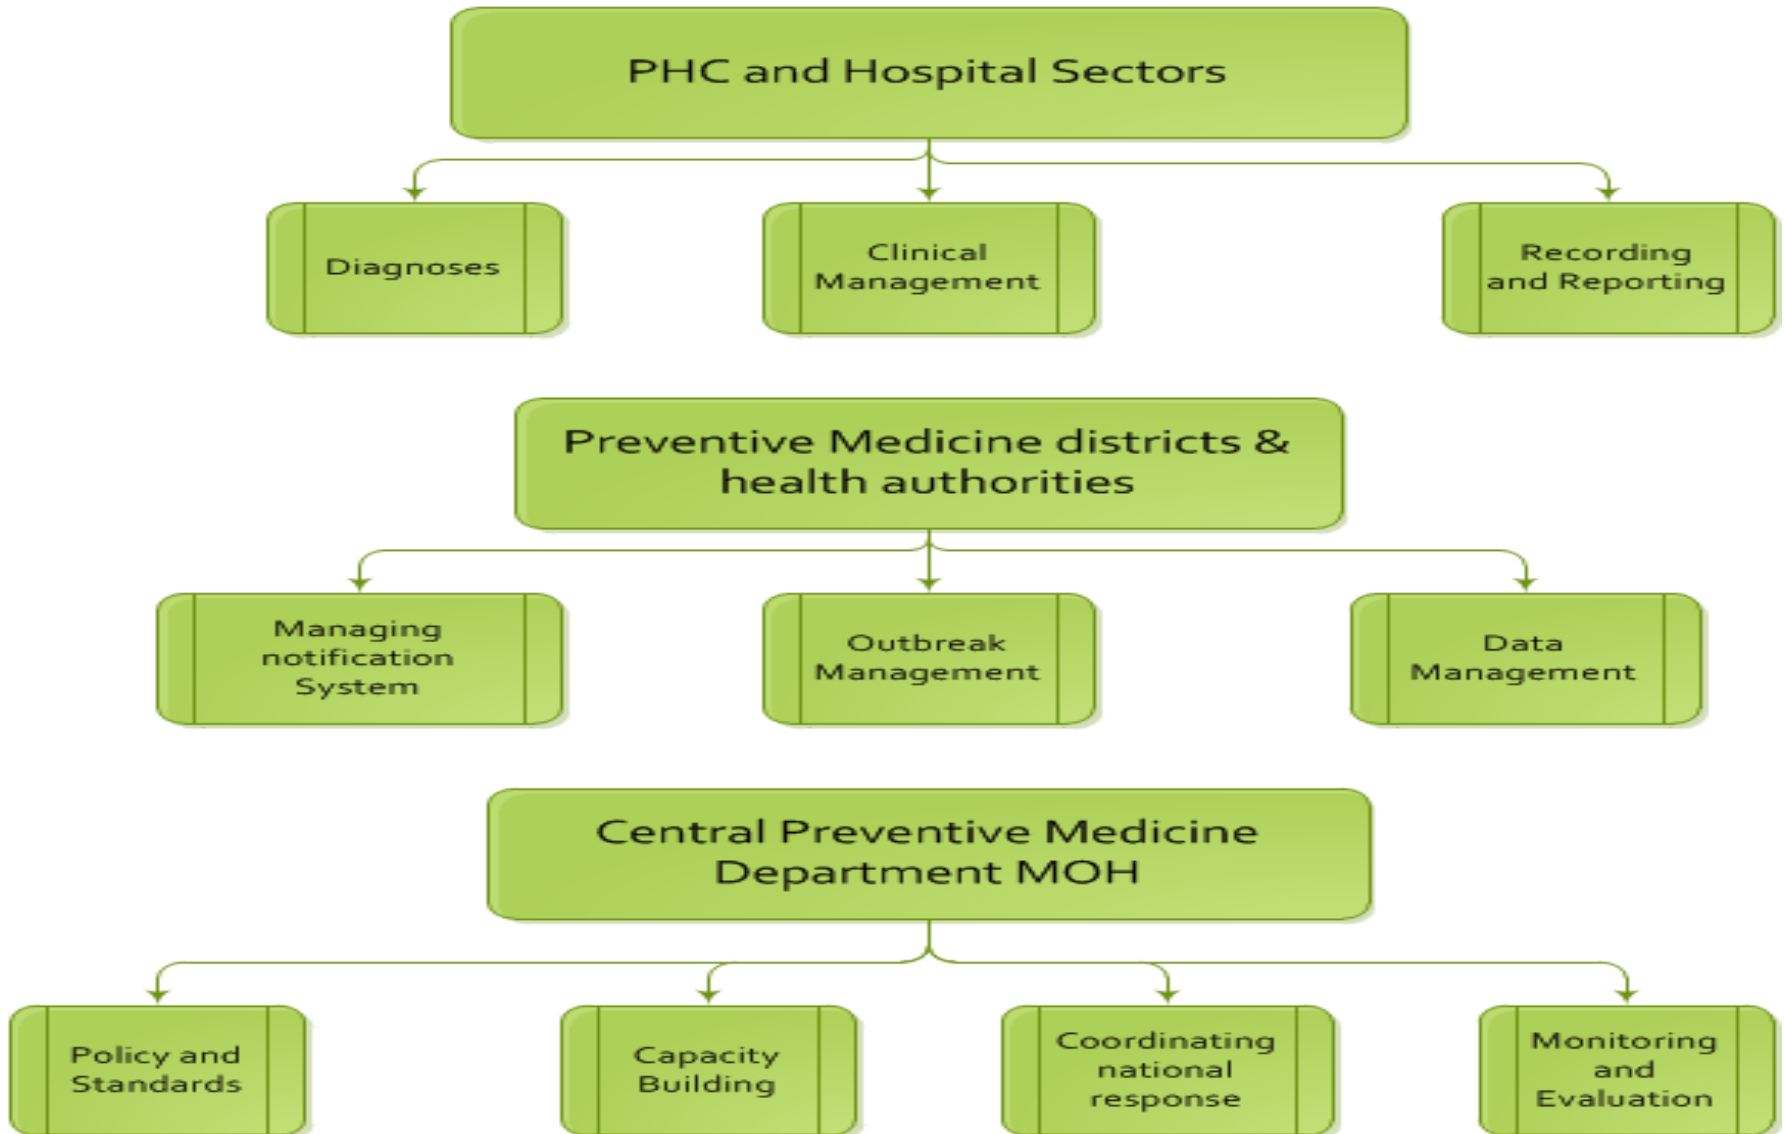 PHC and Hospital Sectors
Diagnoses
Clinical
Management
Recording
and Reporting
Preventive Medicine districts &
health authorities
Managing
notification
System
Outbreak
Management
Data
Management
Central Preventive Medicine
Department MOH
Policy and
Standards
Capacity
Building
Coordinating
national
response
Monitoring
and
Evaluation